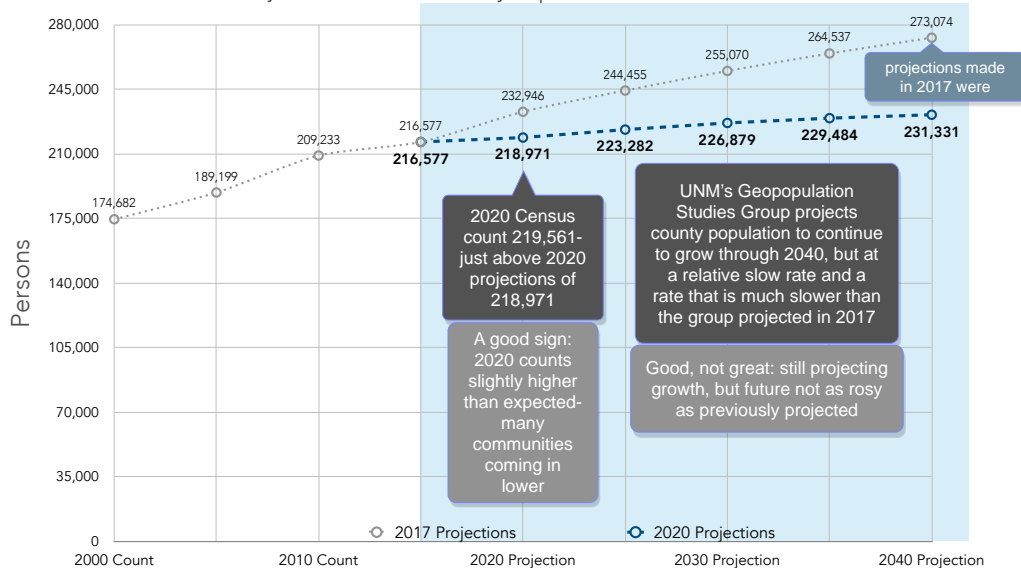 280,000
245,000
210,000
175,000
140,000
105,000
70,000
35,000
0
Persons
174,682
189,199
209,233
216,577
232,946
244,455
255,070
264,537
273,074
216,577
218,971
223,282
226,879
229,484
231,331
projections made
in 2017 were
2020 Census
count 219,561-
just above 2020
projections of
218,971
A good sign:
2020 counts
slightly higher
than expected-
many
communities
coming in
lower
UNM's Geopopulation
Studies Group projects
county population to continue
to grow through 2040, but at
a relative slow rate and a
rate that is much slower than
the group projected in 2017
Good, not great: still projecting
growth, but future not as rosy
as previously projected
2017 Projections
2020 Projections
2000 Count
2010 Count
2020 Projection
2030 Projection
2040 Projection